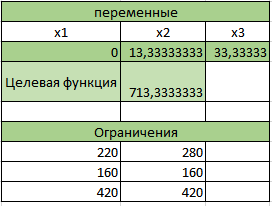 переменные
x1 x2 x3
0 13,33333333 33,33333
Целевая функция 713,3333333
Ограничения
220 280
160 160
420 420